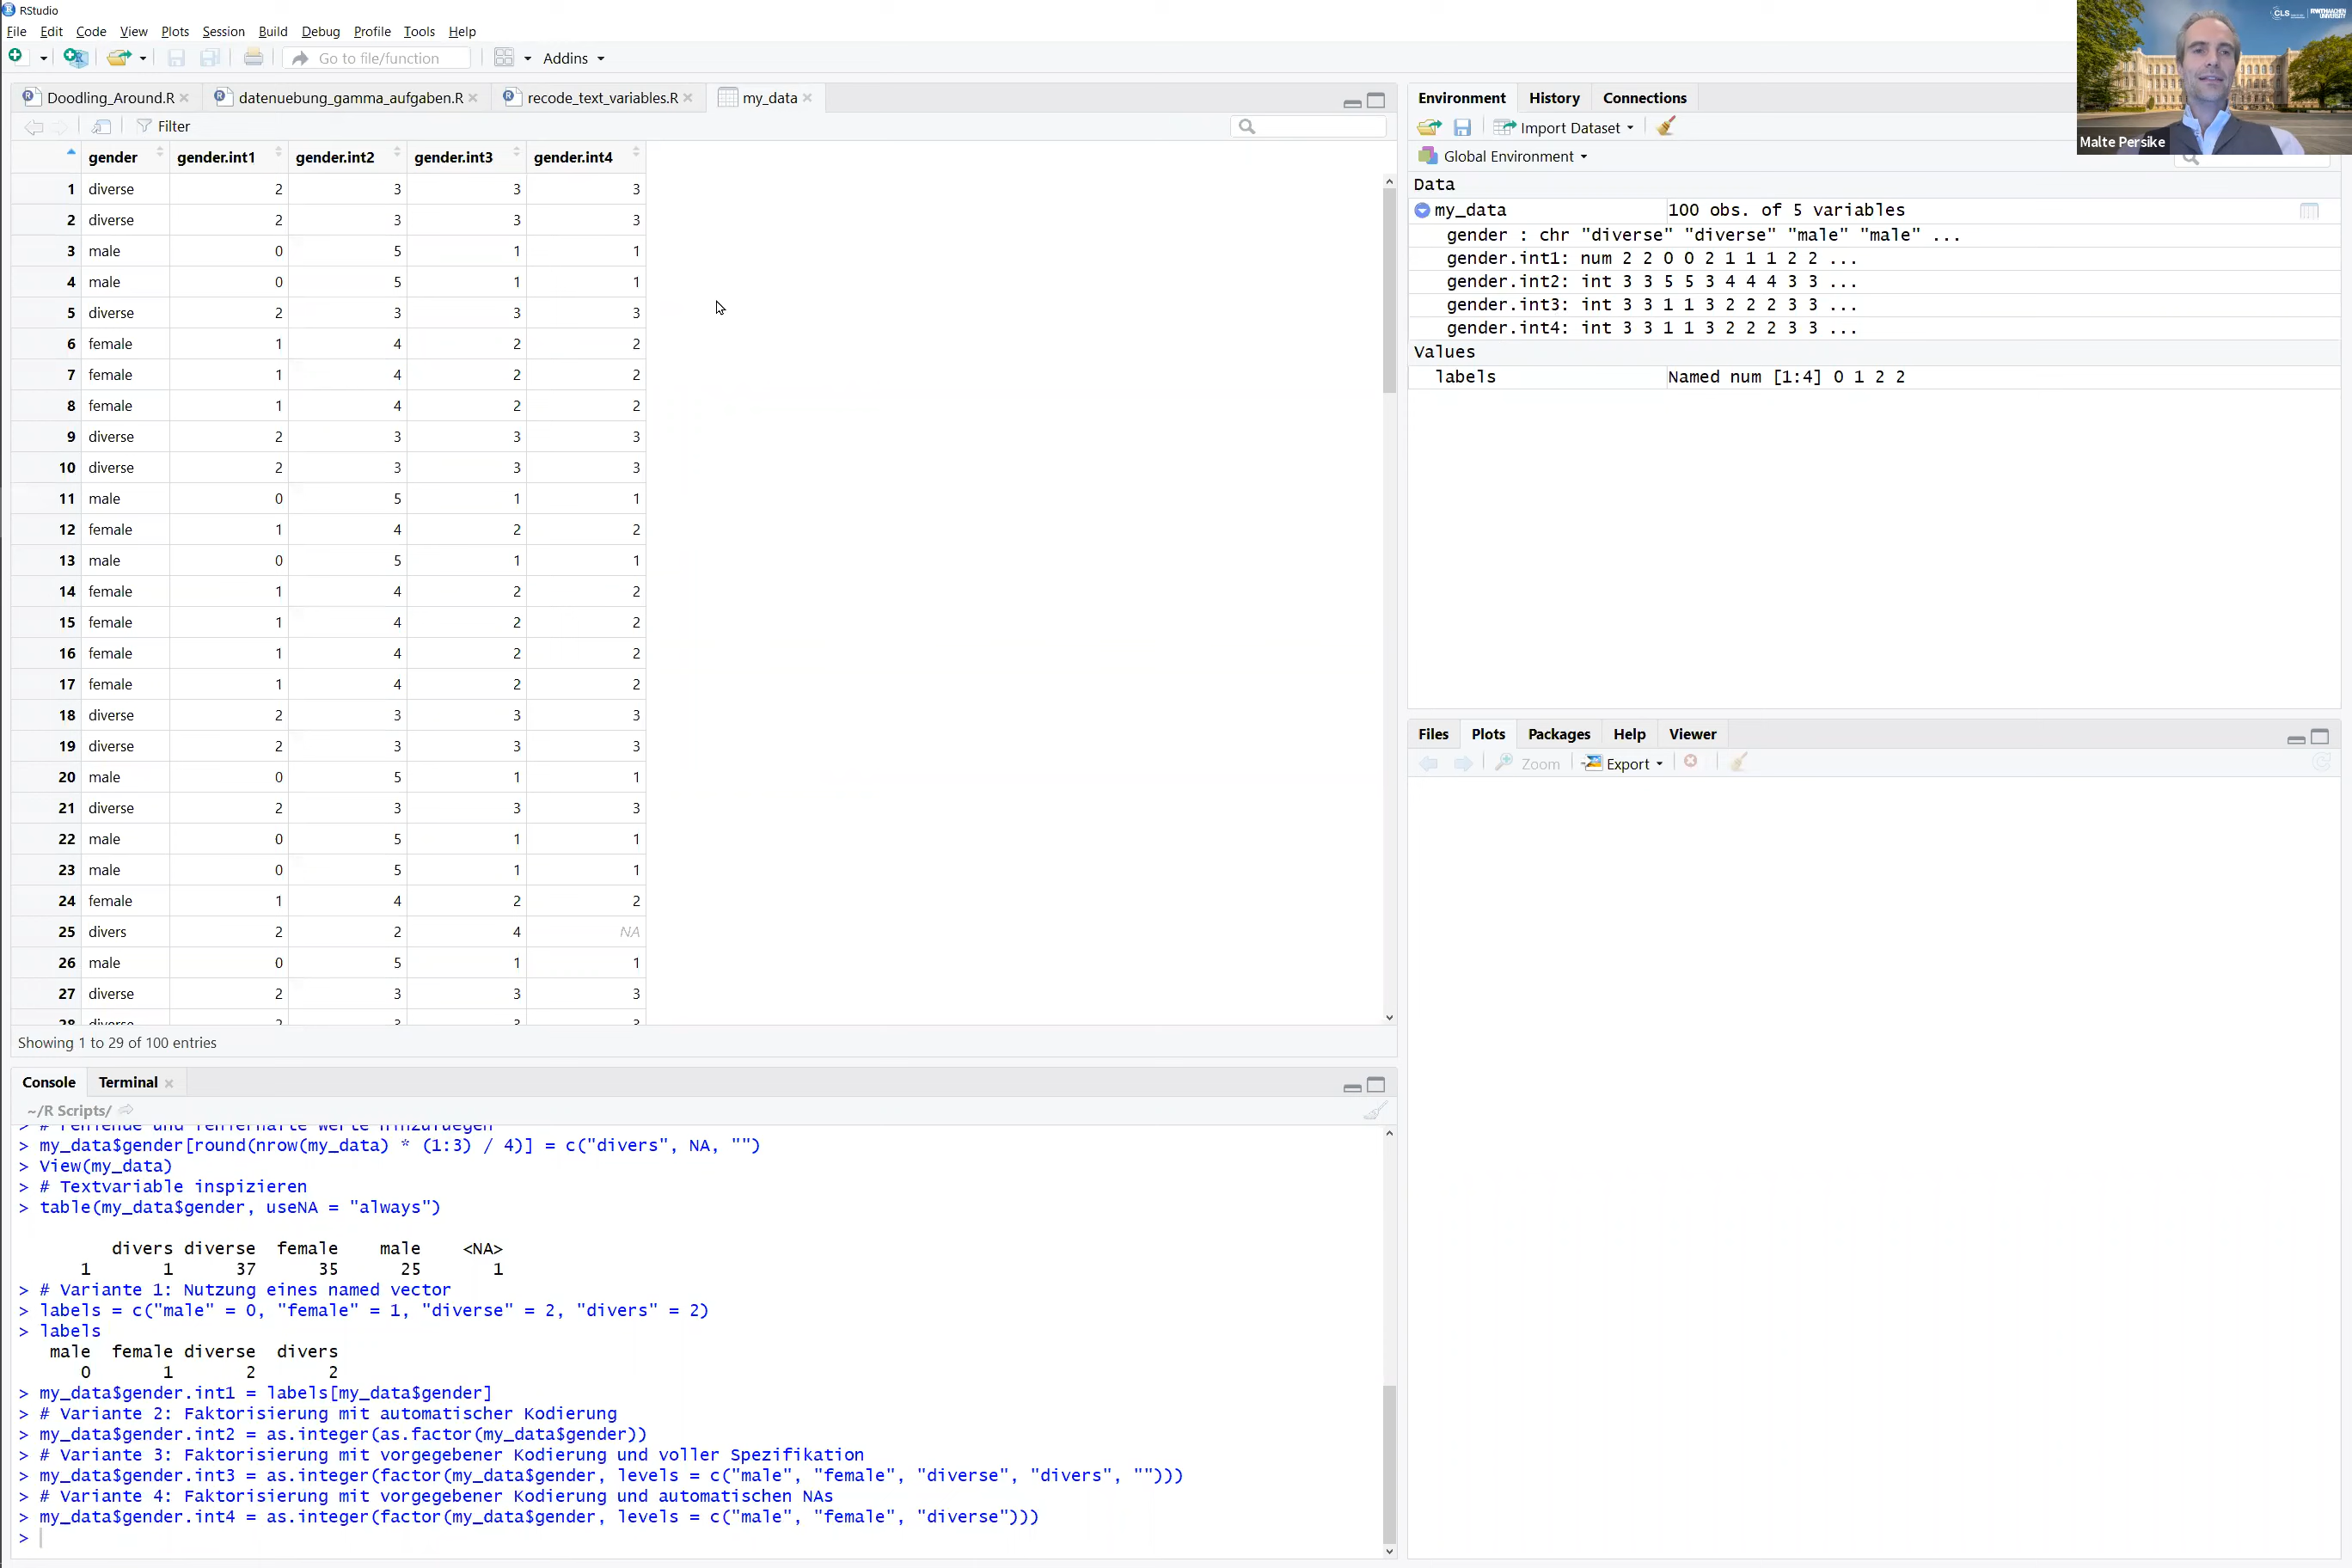 RStudio
File Edit Code View Plots Session Build Debug Profile Tools Help
Go to file/function Addins
Doodling_Around.R datenuebung_gamma_aufgaben.R recode_text_variables.R my_data
Filter
gender gender.int1 gender.int2 gender.int3 gender.int4
1 diverse 2 3 3 3
2 diverse 2 3 3 3
3 male 0 5 1 1
4 male 0 5 1 1
5 diverse 2 3 3 3
6 female 1 4 2 2
7 female 1 4 2 2
8 female 1 4 2 2
9 diverse 2 3 3 3
10 diverse 2 3 3 3
11 male 0 5 1 1
12 female 1 4 2 2
13 male 0 5 1 1
14 female 1 4 2 2
15 female 1 4 2 2
16 female 1 4 2 2
17 female 1 4 2 2
18 diverse 2 3 3 3
19 diverse 2 3 3 3
20 male 0 5 1 1
21 diverse 2 3 3 3
22 male 0 5 1 1
23 male 0 5 1 1
24 female 1 4 2 2
25 divers 2 2 4 NA
26 male 0 5 1 1
27 diverse 2 3 3 3
28 diverse 2 3 3 3
Showing 1 to 29 of 100 entries
Console Terminal
~/R Scripts/
> # Fehlende und fehlerhafte Werte hinzufuegen
> my_data$gender[round(nrow(my_data) * (1:3) / 4)] = c("divers", NA, "")
> View(my_data)
> # Textvariable inspizieren
> table(my_data$gender, useNA = "always")
divers diverse female male <NA>
1 1 37 35 25 1
> # Variante 1: Nutzung eines named vector
> labels = c("male" = 0, "female" = 1, "diverse" = 2, "divers" = 2)
> labels
male female diverse divers
0 1 2 2
> my_data$gender.int1 = labels[my_data$gender]
> # Variante 2: Faktorisierung mit automatischer Kodierung
> my_data$gender.int2 = as.integer(as.factor(my_data$gender))
> # Variante 3: Faktorisierung mit vorgegebener Kodierung und voller Spezifikation
> my_data$gender.int3 = as.integer(factor(my_data$gender, levels = c("male", "female", "diverse", "divers", "")))
> # Variante 4: Faktorisierung mit vorgegebener Kodierung und automatischen NAs
> my_data$gender.int4 = as.integer(factor(my_data$gender, levels = c("male", "female", "diverse")))
>
Environment History Connections
Import Dataset
Global Environment
Data
my_data 100 obs. of 5 variables
gender : chr "diverse" "diverse" "male" "male" ...
gender.int1: num 2 2 0 0 2 1 1 1 2 2 ...
gender.int2: int 3 3 5 5 3 4 4 4 3 3 ...
gender.int3: int 3 3 1 1 3 2 2 2 3 3 ...
gender.int4: int 3 3 1 1 3 2 2 2 3 3 ...
Values
labels Named num [1:4] 0 1 2 2
Files Plots Packages Help Viewer
Zoom Export
CLS RWTH AACHEN
UNIVERSITY
Malte Persike